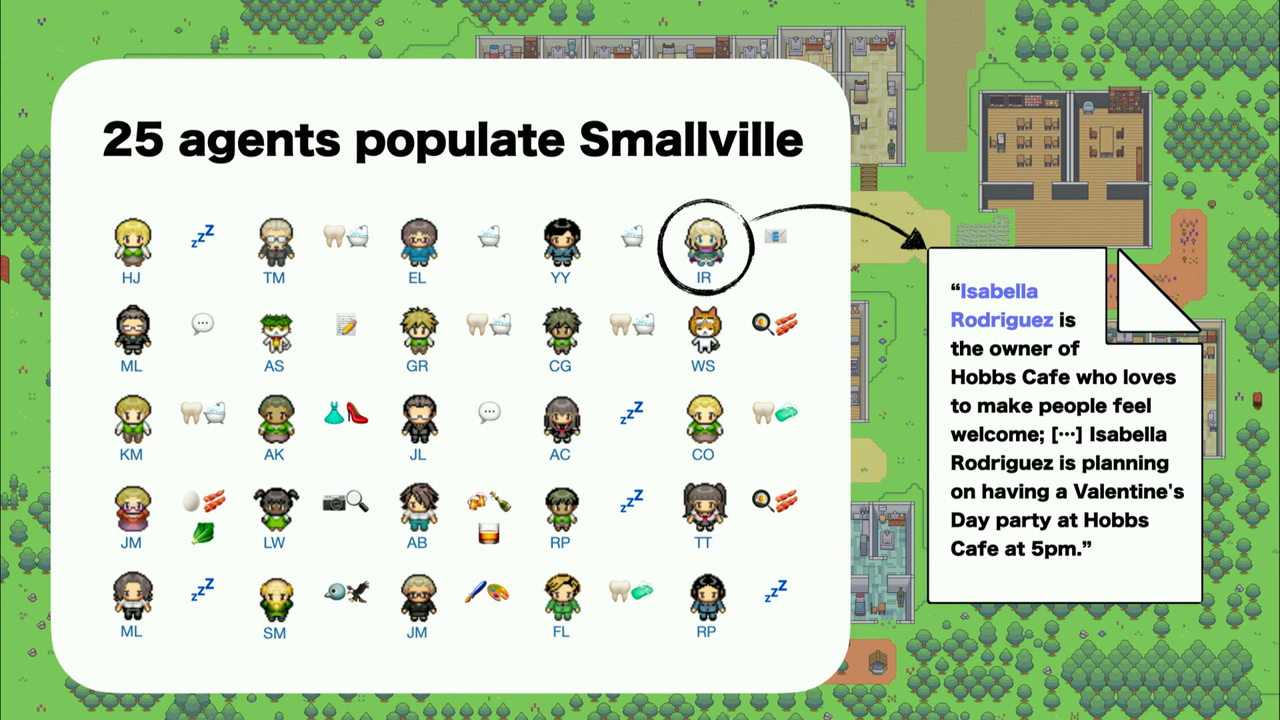 25 agents populate Smallville
HJ
TM
EL
YY
IR
ML
AS
GR
CG
WS
KM
AK
JL
AC
CO
JM
LW
AB
RP
TT
ML
SM
JM
FL
RP
“Isabella
Rodriguez is
the owner of
Hobbs Cafe who loves
to make people feel
welcome; [⋯] Isabella
Rodriguez is planning
on having a Valentine's
Day party at Hobbs
Cafe at 5pm.”